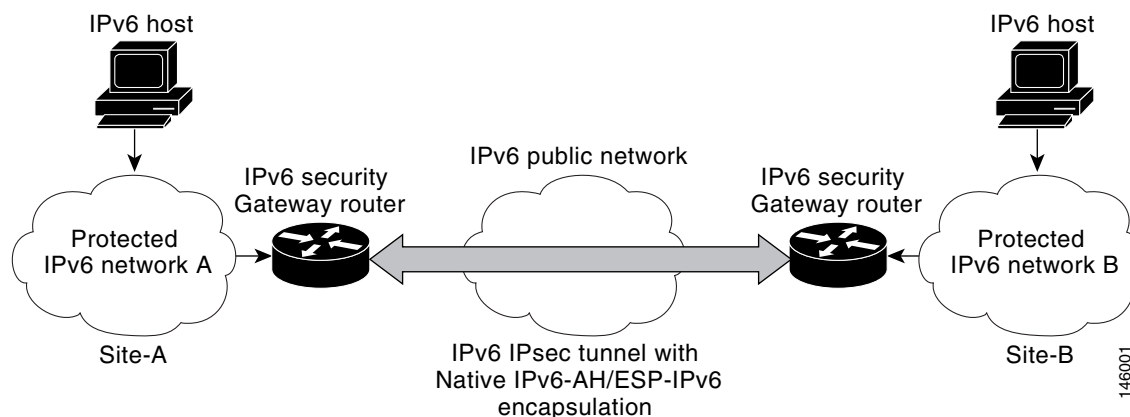 IPv6 host
IPv6 host
IPv6 public network
IPv6 security
Gateway router
IPv6 security
Gateway router
Protected
IPv6 network A
Protected
IPv6 network B
Site-A
IPv6 IPsec tunnel with
Native IPv6-AH/ESP-IPv6
encapsulation
Site-B
146001